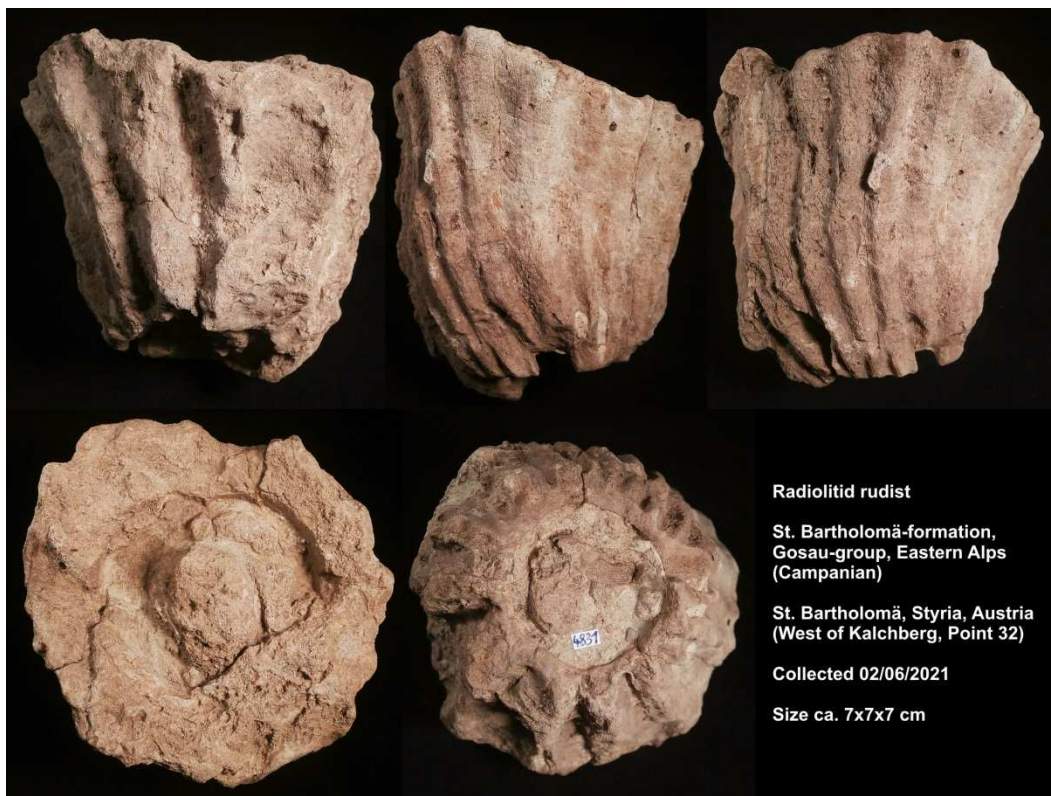 Radiolitid rudist
St. Bartholomä-formation,
Gosau-group, Eastern Alps
(Campanian)
St. Bartholomä, Styria, Austria
(West of Kalchberg, Point 32)
Collected 02/06/2021
Size ca. 7x7x7 cm
4831